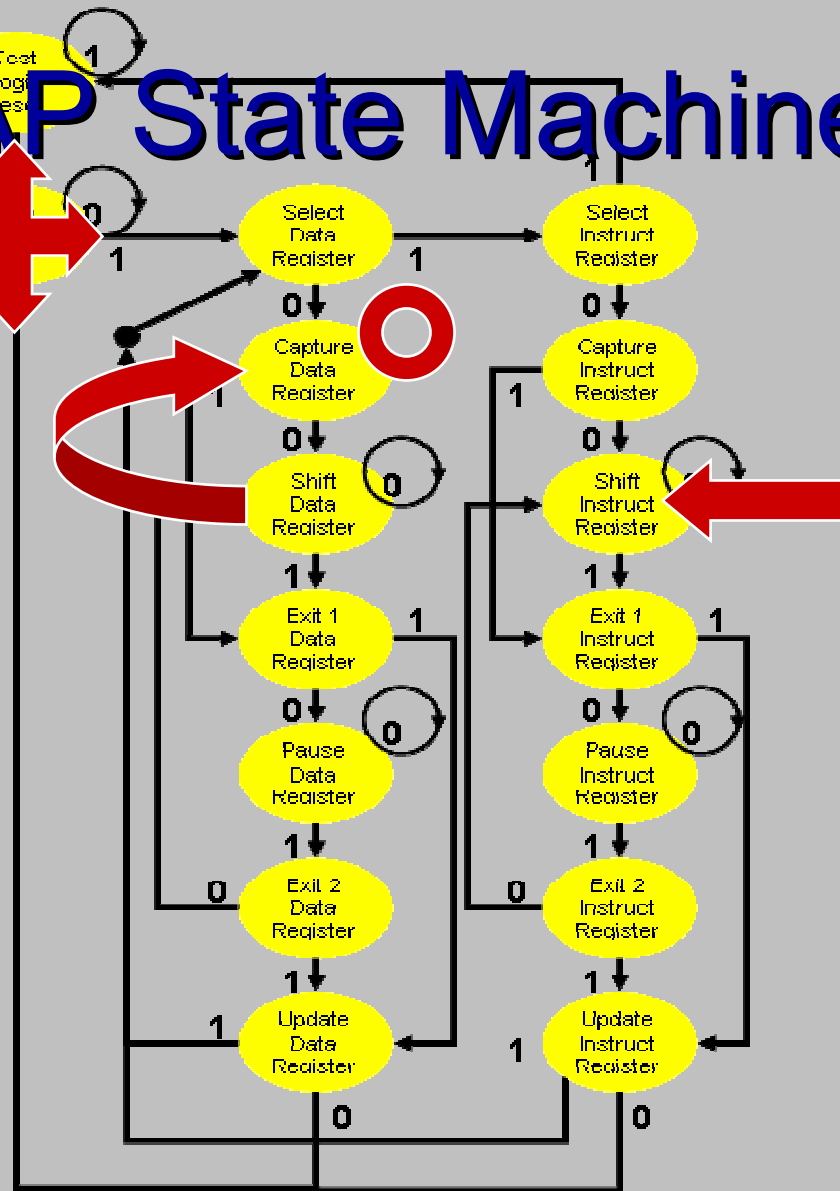 AP State Machine
Test
1
0
1
Select
Data
Register
1
1
Select
Instruct
Register
0
0
Capture
Data
Register
1
Capture
Instruct
Register
1
0
0
Shift
Data
Register
0
Shift
Instruct
Register
1
1
Exit 1
Data
Register
1
Exit 1
Instruct
Register
1
0
0
Pause
Data
Register
0
Pause
Instruct
Register
0
1
1
Exit 2
Data
Register
0
Exit 2
Instruct
Register
0
1
1
Update
Data
Register
1
Update
Instruct
Register
1
0
0